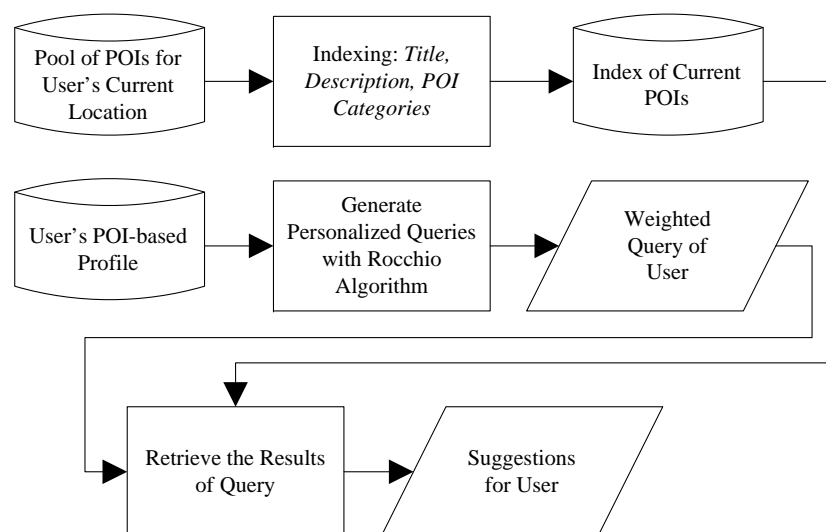 Pool of POIs for
User’s Current
Location
Indexing: Title,
Description, POI
Categories
Index of Current
POIs
User’s POI-based
Profile
Generate
Personalized Queries
with Rocchio
Algorithm
Weighted
Query of
User
Retrieve the Results
of Query
Suggestions
for User